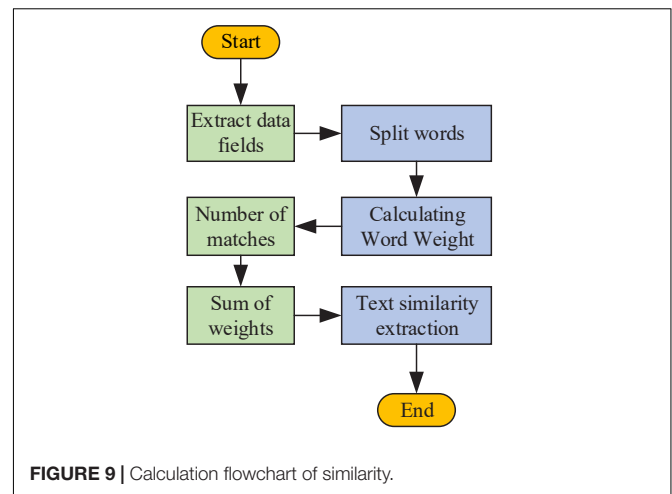 Start
Extract data
fields
Split words
Calculating
Word Weight
Number of
matches
Sum of
weights
Text similarity
extraction
End
FIGURE 9 | Calculation flowchart of similarity.